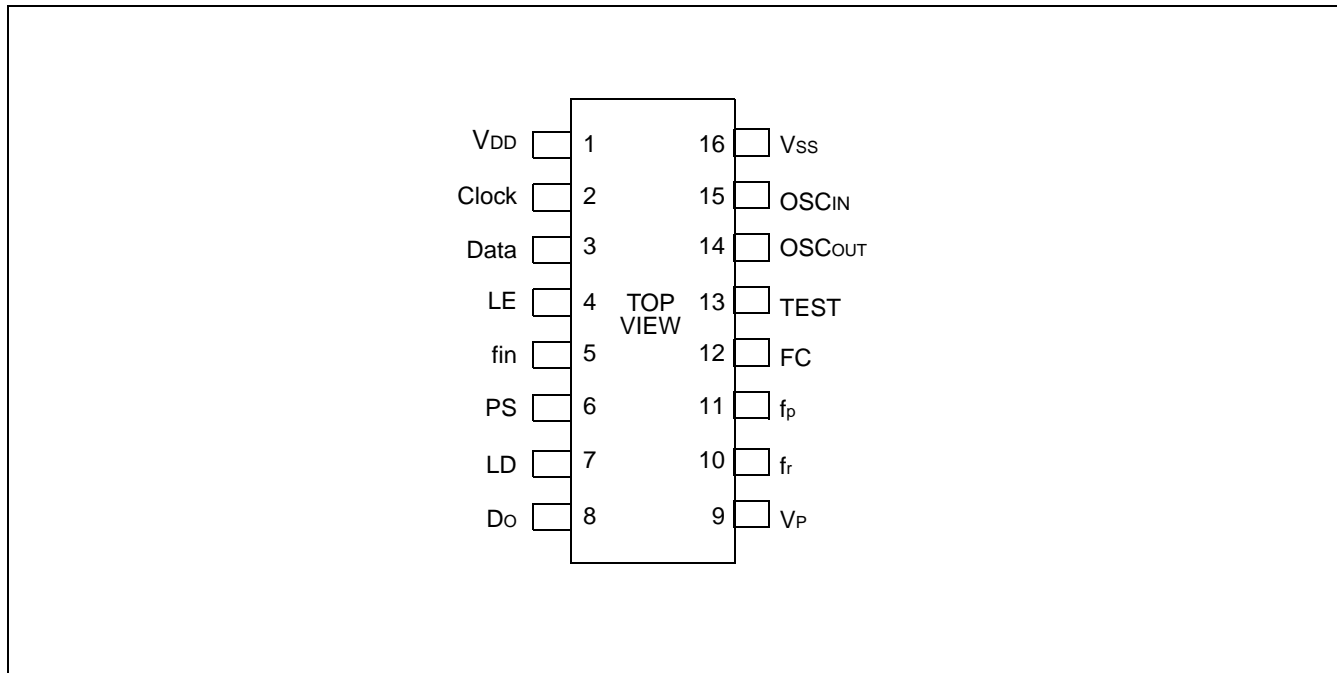 VDD 1 16 VSS
Clock 2 15 OSCIN
Data 3 14 OSCOUT
LE 4 TOP 13 TEST
VIEW
fin 5 12 FC
PS 6 11 fp
LD 7 10 fr
DO 8 9 VP